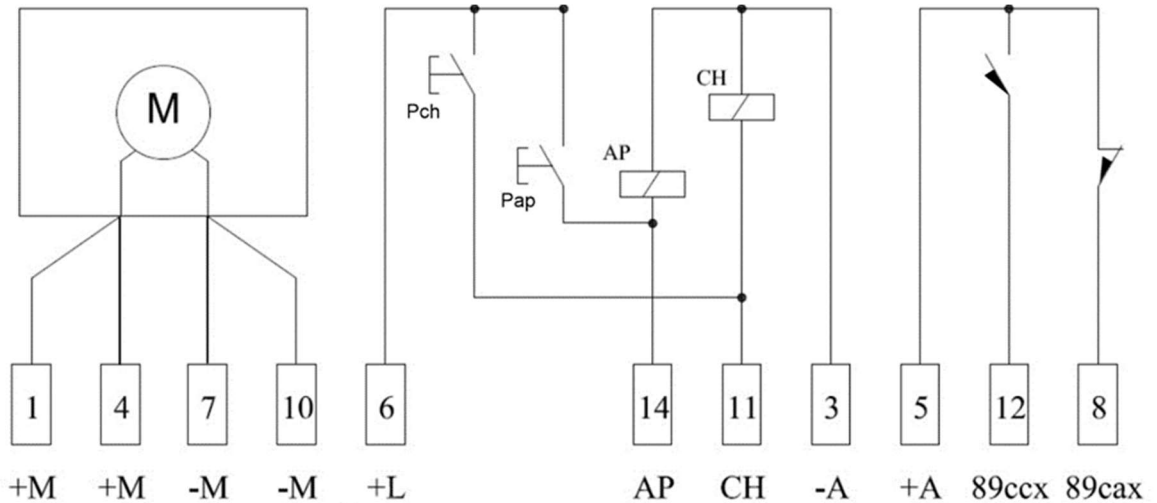 M
Pch
Pap
AP
CH
1 4 7 10 6 14 11 3 5 12 8
+M +M -M -M +L AP CH -A +A 89ccx 89cax